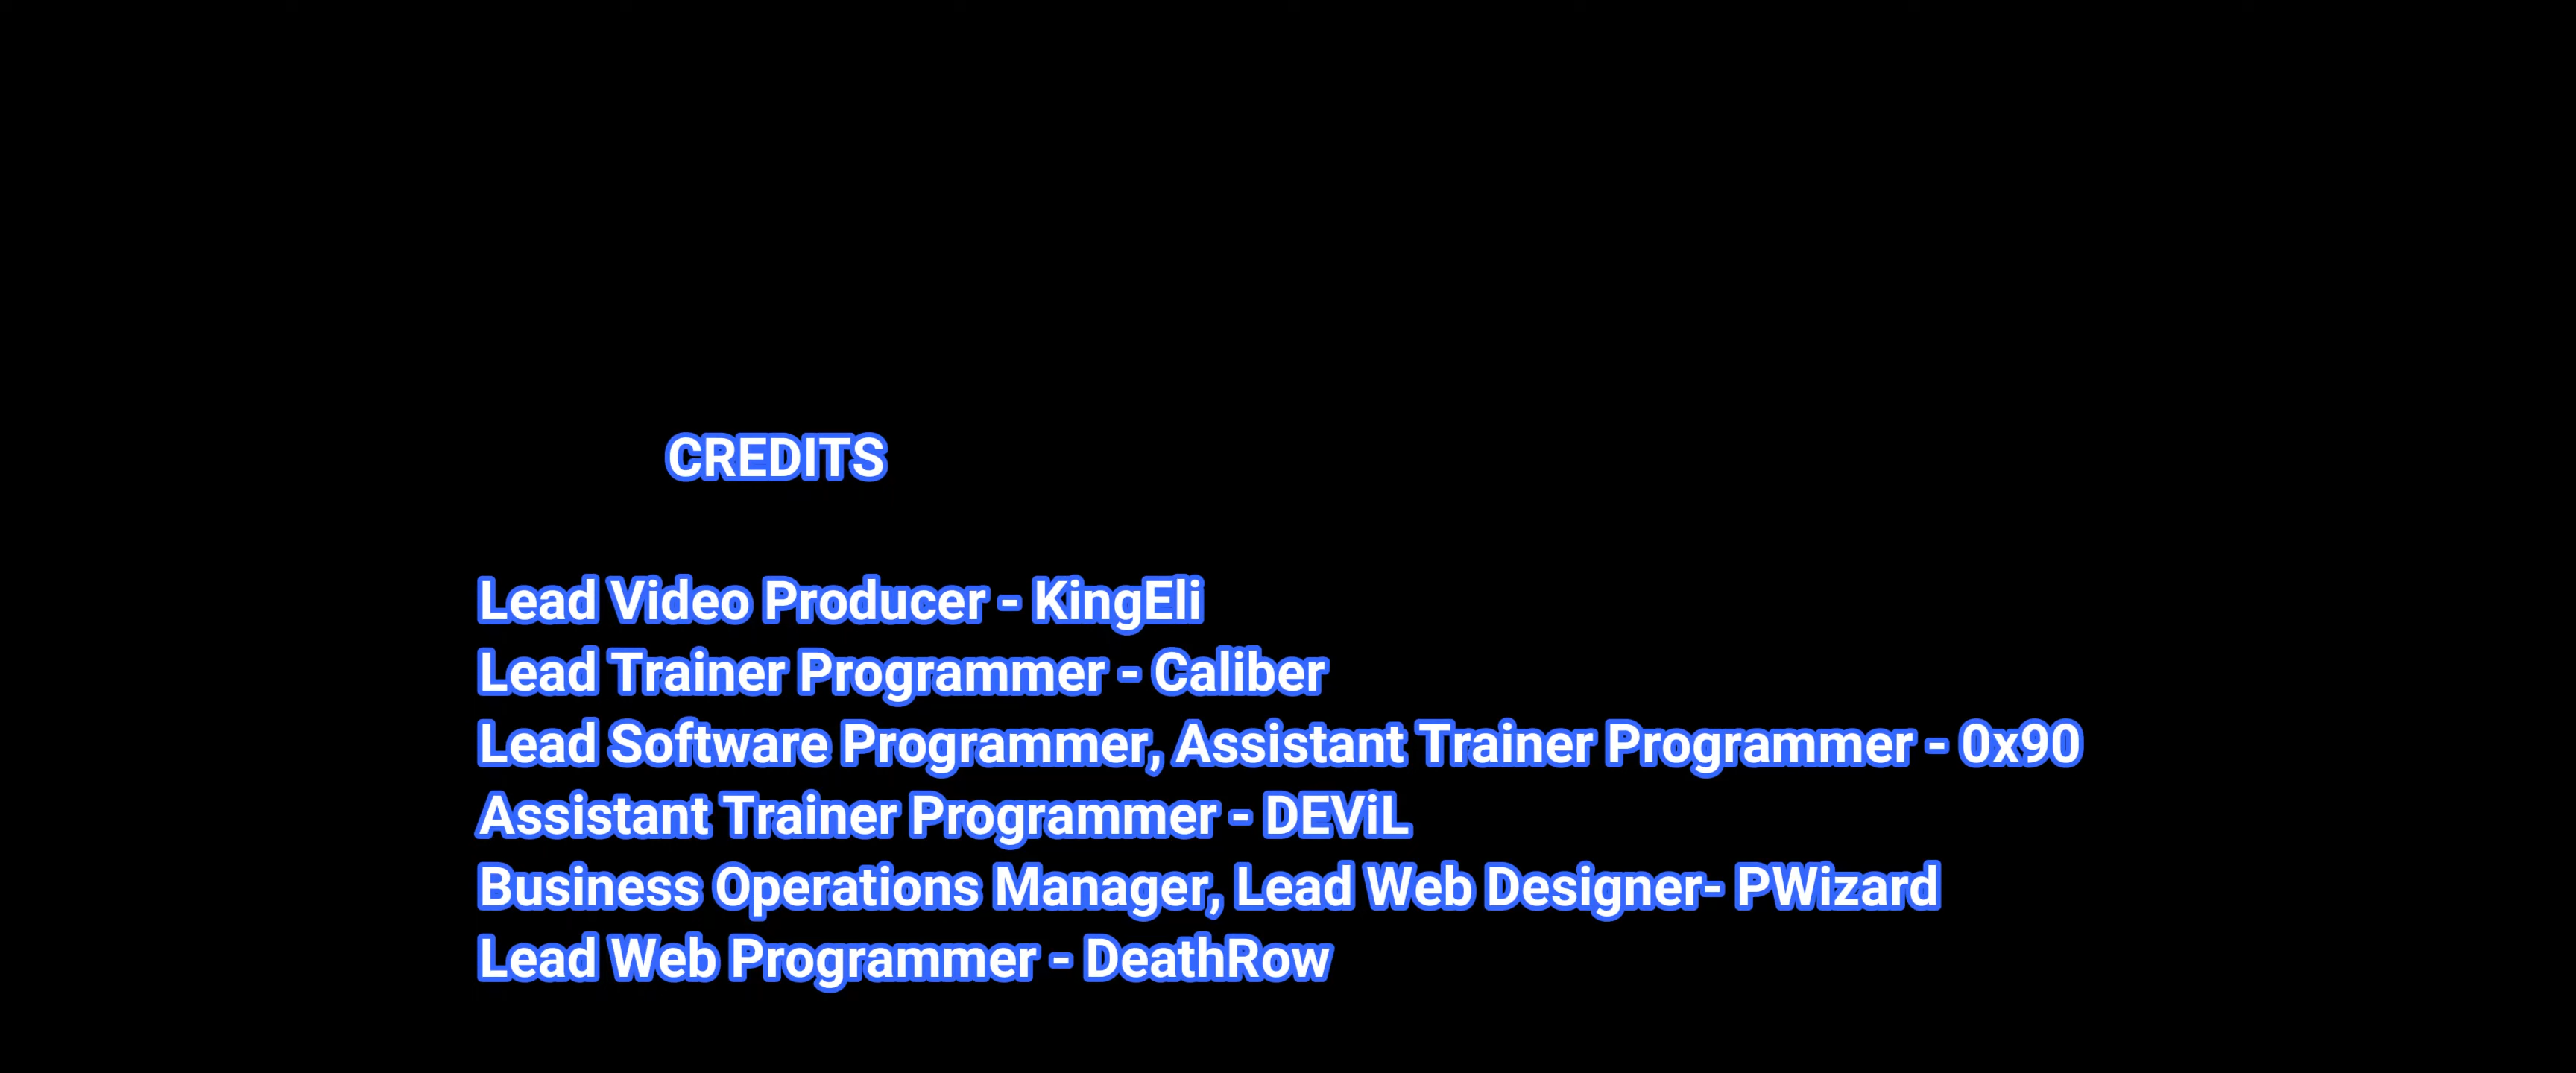 CREDITS
Lead Video Producer - KingEli
Lead Trainer Programmer - Caliber
Lead Software Programmer, Assistant Trainer Programmer - 0x90
Assistant Trainer Programmer - DEViL
Business Operations Manager, Lead Web Designer- PWizard
Lead Web Programmer - DeathRow